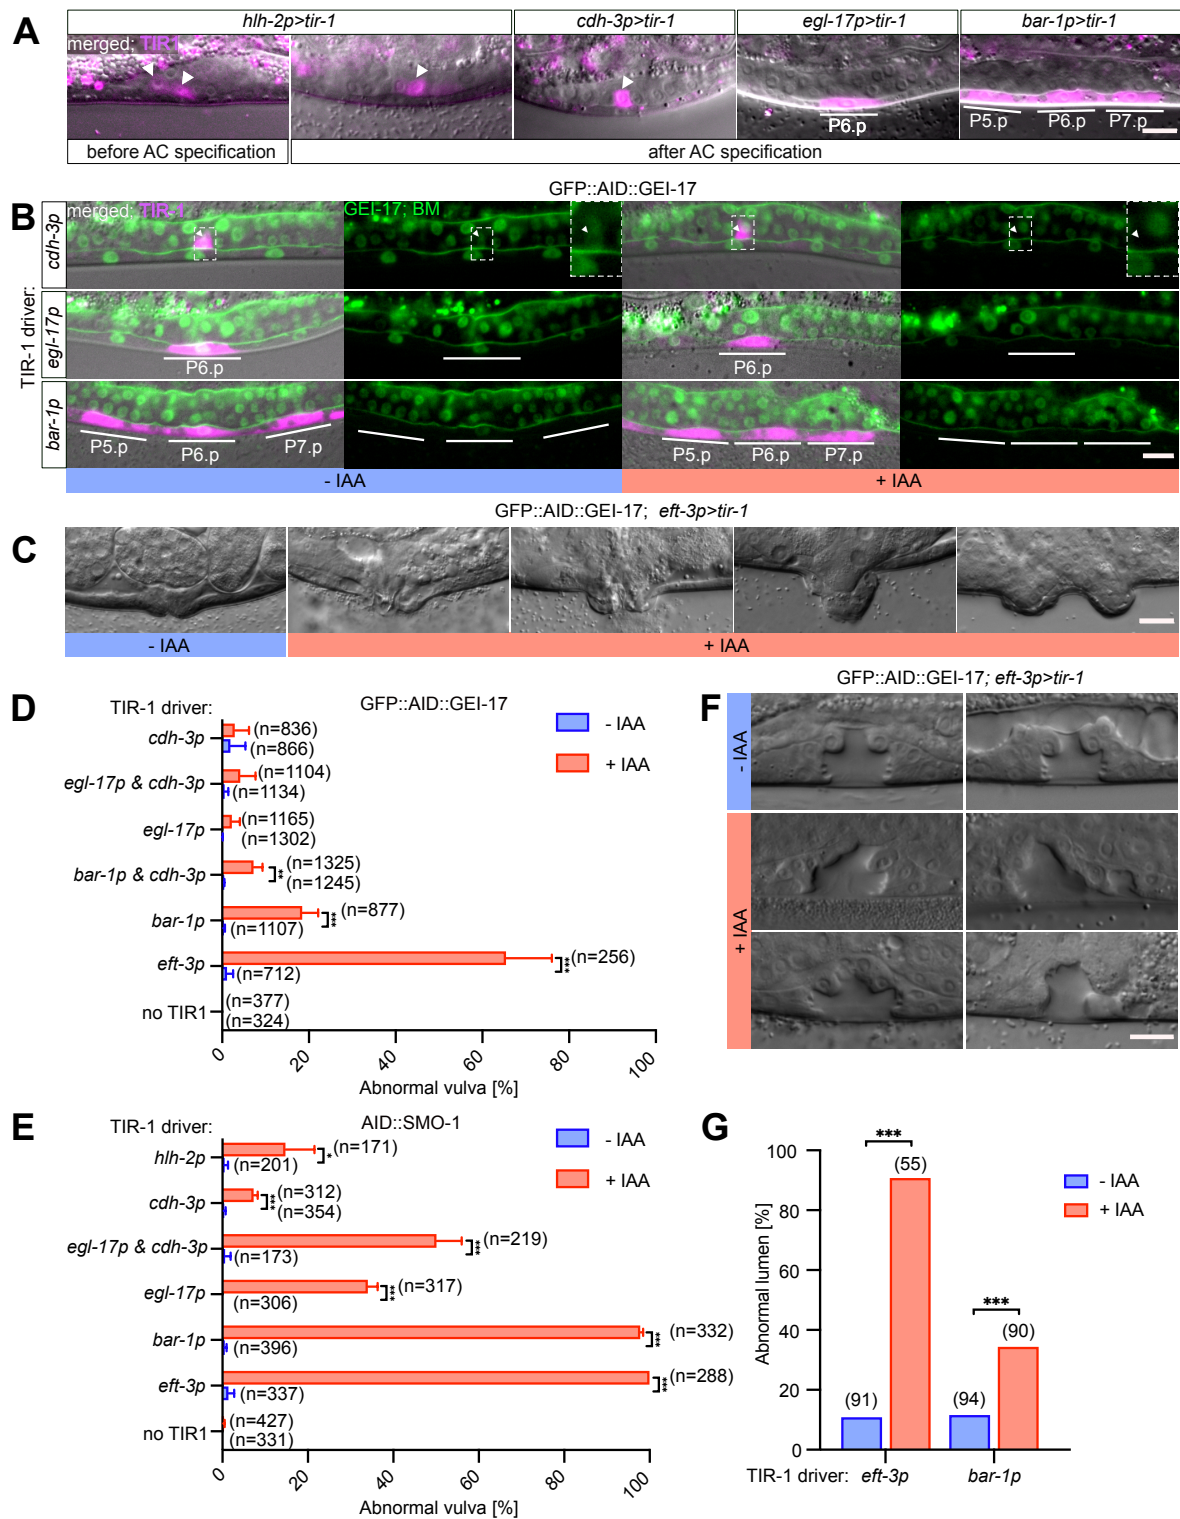 A
hlh-2p>tir-1
cdh-3p>tir-1
egl-17p>tir-1
bar-1p>tir-1
merged; TIR1
P6.p
P5.p
P6.p
P7.p
before AC specification
after AC specification
GFP::AID::GEI-17
B
TIR-1 driver:
cdh-3p
egl-17p
bar-1p
merged; TIR-1
GEI-17; BM
P6.p
P6.p
P5.p
P6.p
P7.p
P5.p
P6.p
P7.p
- IAA
+ IAA
GFP::AID::GEI-17; eft-3p>tir-1
C
- IAA
+ IAA
D
TIR-1 driver:
GFP::AID::GEI-17
- IAA
+ IAA
cdh-3p
(n=836)
(n=866)
egl-17p & cdh-3p
(n=1104)
(n=1134)
egl-17p
(n=1165)
(n=1302)
bar-1p & cdh-3p
**
(n=1325)
(n=1245)
bar-1p
***
(n=877)
(n=1107)
eft-3p
***
(n=256)
(n=712)
no TIR1
(n=377)
(n=324)
0 20 40 60 80 100
Abnormal vulva [%]
E
TIR-1 driver:
AID::SMO-1
- IAA
+ IAA
hlh-2p
*
(n=171)
(n=201)
cdh-3p
***
(n=312)
(n=354)
egl-17p & cdh-3p
***
(n=219)
(n=173)
egl-17p
***
(n=317)
(n=306)
bar-1p
***
(n=332)
(n=396)
eft-3p
***
(n=288)
(n=337)
no TIR1
(n=427)
(n=331)
0 20 40 60 80 100
Abnormal vulva [%]
GFP::AID::GEI-17; eft-3p>tir-1
F
- IAA
+ IAA
G
Abnormal lumen [%]
100
80
60
40
20
0
***
(55)
(91)
***
(90)
(94)
- IAA
+ IAA
TIR-1 driver: eft-3p bar-1p